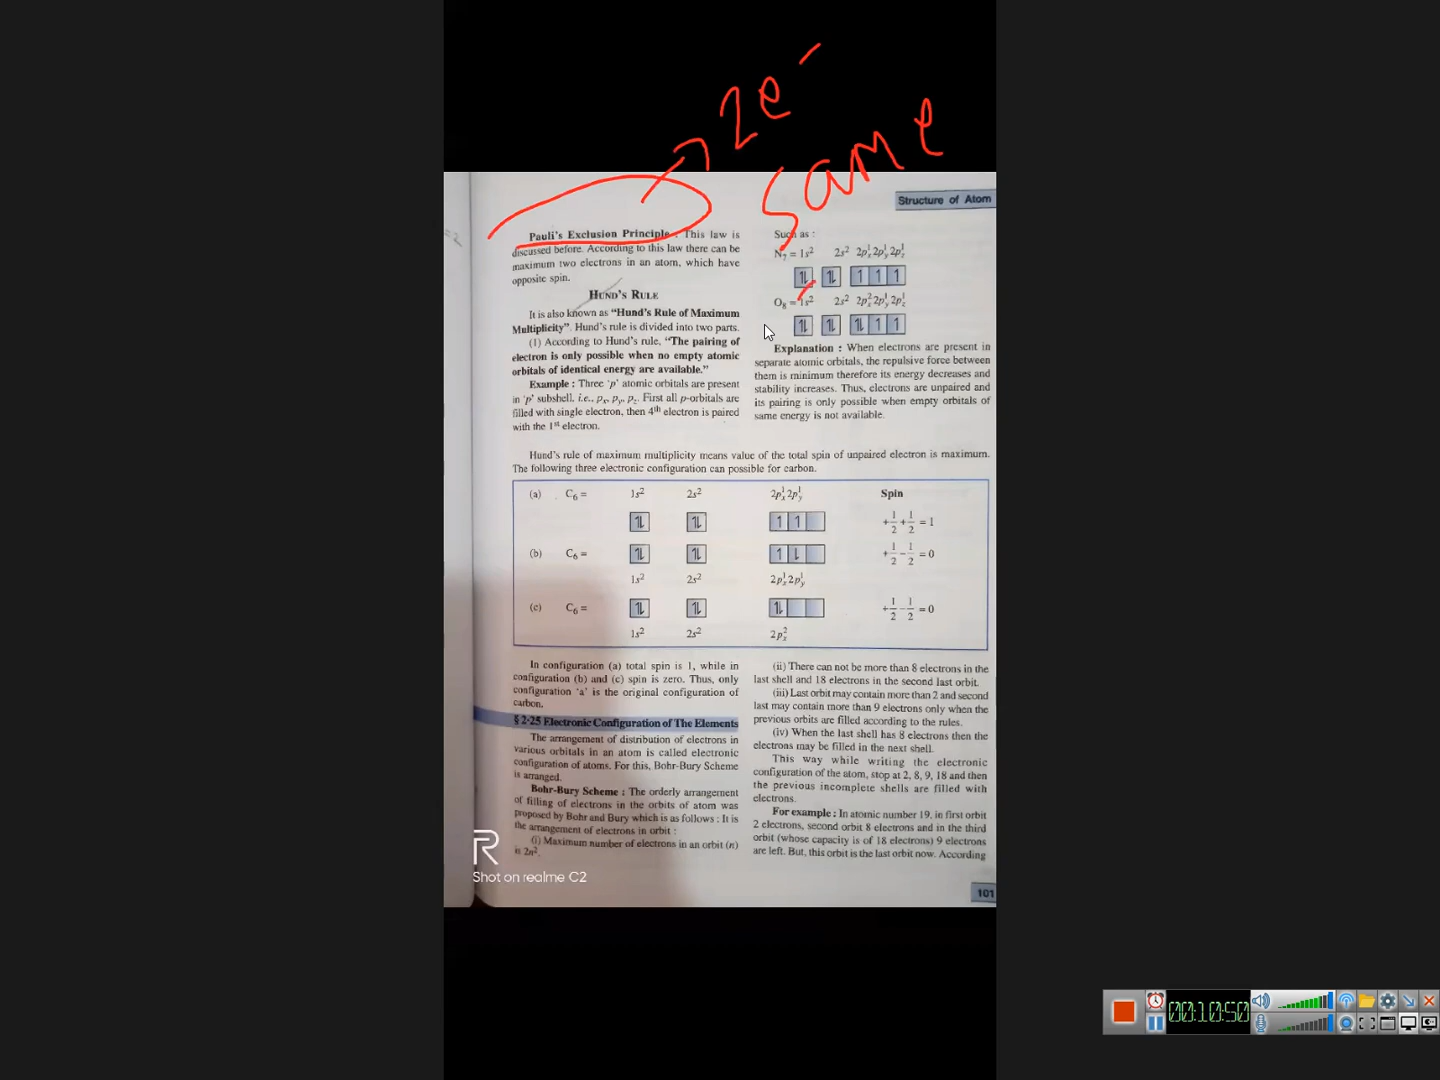 2e⁻
same
Structure of Atom
Pauli's Exclusion Principle : This law is
discussed before. According to this law there can be
maximum two electrons in an atom, which have
opposite spin.
HUND'S RULE
It is also known as "Hund's Rule of Maximum
Multiplicity". Hund's rule is divided into two parts.
(1) According to Hund's rule, "The pairing of
electron is only possible when no empty atomic
orbitals of identical energy are available."
Example : Three 'p' atomic orbitals are present
in 'p' subshell, i.e., pₓ, pᵧ, p_z. First all p-orbitals are
filled with single electron, then 4th electron is paired
with the 1st electron.
Such as :
N₇ = 1s² 2s² 2pₓ¹2pᵧ¹2p_z¹
⥮ ⥮ 1 1 1
O₈ = 1s² 2s² 2pₓ²2pᵧ¹2p_z¹
⥮ ⥮ ⥮ 1 1
Explanation : When electrons are present in
separate atomic orbitals, the repulsive force between
them is minimum therefore its energy decreases and
stability increases. Thus, electrons are unpaired and
its pairing is only possible when empty orbitals of
same energy is not available.
Hund's rule of maximum multiplicity means value of the total spin of unpaired electron is maximum.
The following three electronic configuration can possible for carbon.
(a) C₆ = 1s² 2s² 2pₓ¹2pᵧ¹ Spin
⥮ ⥮ 1 1 +1/2+1/2 = 1
(b) C₆ = ⥮ ⥮ 1 ⇂ +1/2−1/2 = 0
1s² 2s² 2pₓ¹2pᵧ¹
(c) C₆ = ⥮ ⥮ ⥮ +1/2−1/2 = 0
1s² 2s² 2pₓ²
In configuration (a) total spin is 1, while in
configuration (b) and (c) spin is zero. Thus, only
configuration 'a' is the original configuration of
carbon.
§ 2·25 Electronic Configuration of The Elements
The arrangement of distribution of electrons in
various orbitals in an atom is called electronic
configuration of atoms. For this, Bohr-Bury Scheme
is arranged.
Bohr-Bury Scheme : The orderly arrangement
of filling of electrons in the orbits of atom was
proposed by Bohr and Bury which is as follows : It is
the arrangement of electrons in orbit :
(i) Maximum number of electrons in an orbit (n)
is 2n².
(ii) There can not be more than 8 electrons in the
last shell and 18 electrons in the second last orbit.
(iii) Last orbit may contain more than 2 and second
last may contain more than 9 electrons only when the
previous orbits are filled according to the rules.
(iv) When the last shell has 8 electrons then the
electrons may be filled in the next shell.
This way while writing the electronic
configuration of the atom, stop at 2, 8, 9, 18 and then
the previous incomplete shells are filled with
electrons.
For example : In atomic number 19, in first orbit
2 electrons, second orbit 8 electrons and in the third
orbit (whose capacity is of 18 electrons) 9 electrons
are left. But, this orbit is the last orbit now. According
101
R
Shot on realme C2
00:10:50